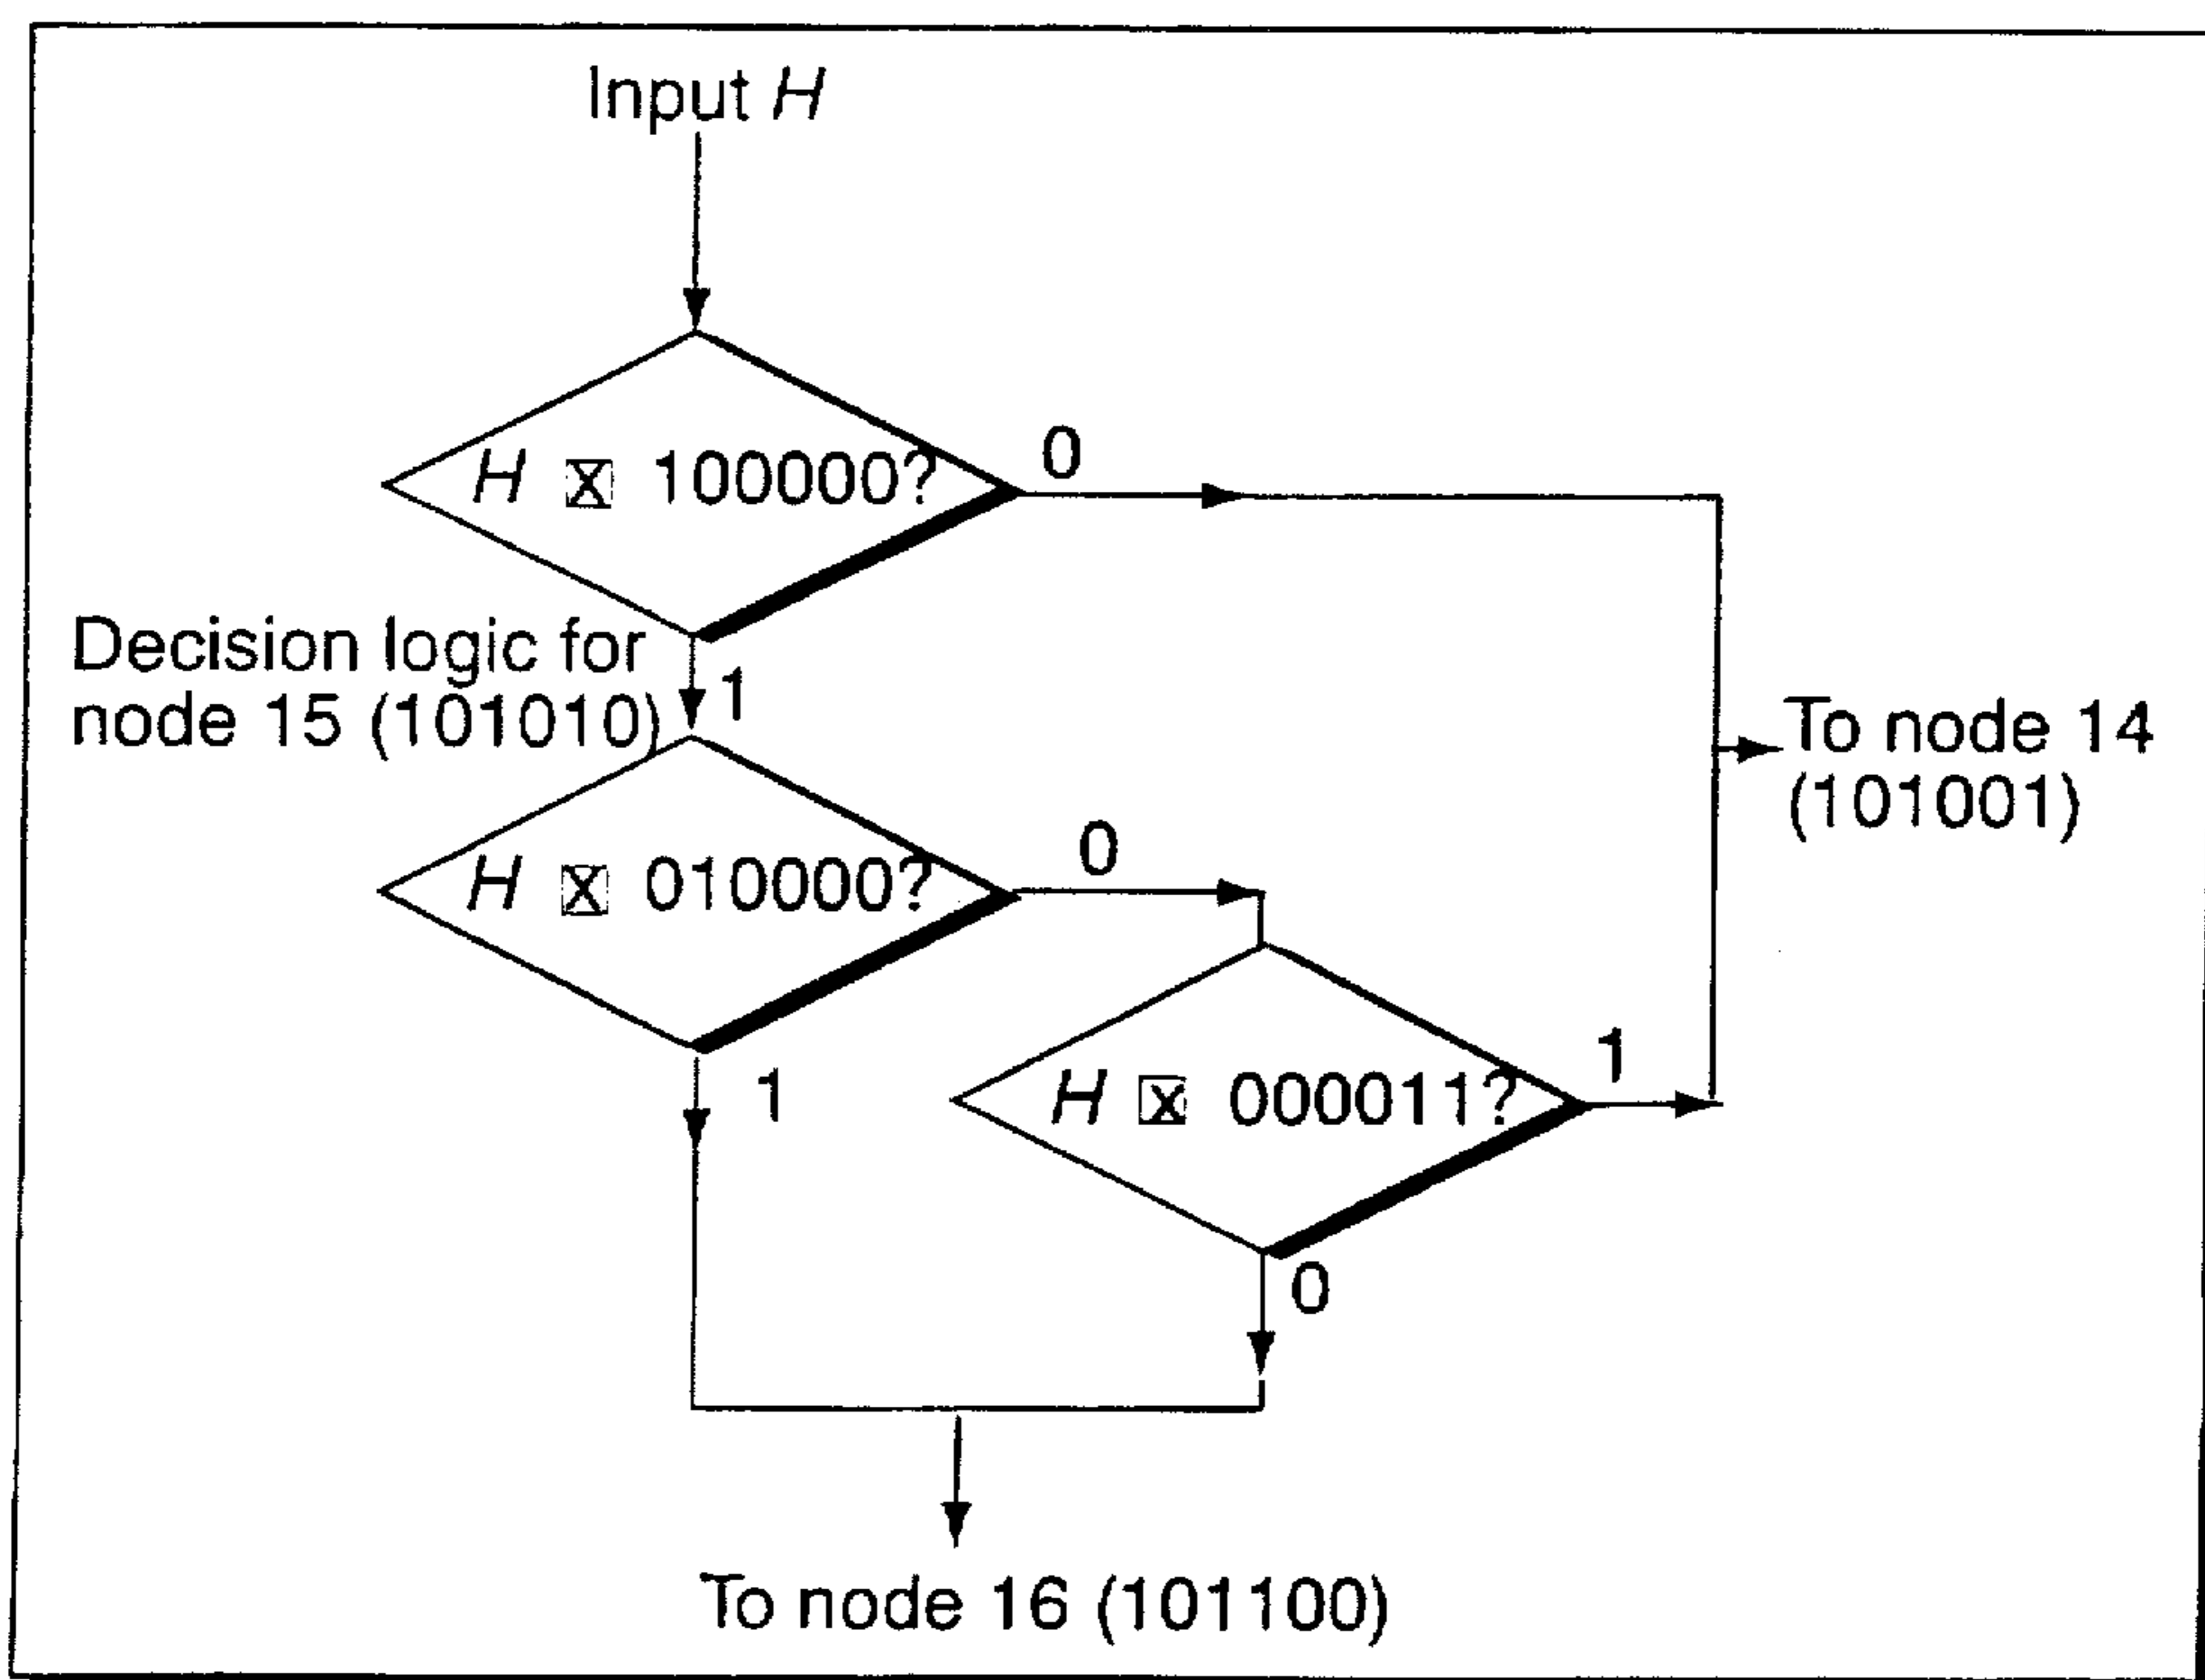 Input H
H ☒ 100000?
0
Decision logic for
node 15 (101010)
1
To node 14
(101001)
H ☒ 010000?
0
1
H ☒ 000011?
1
0
To node 16 (101100)